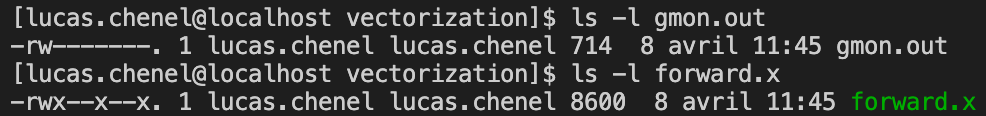 [lucas.chenel@localhost vectorization]$ ls -l gmon.out
-rw-------. 1 lucas.chenel lucas.chenel 714  8 avril 11:45 gmon.out
[lucas.chenel@localhost vectorization]$ ls -l forward.x
-rwx--x--x. 1 lucas.chenel lucas.chenel 8600  8 avril 11:45 forward.x